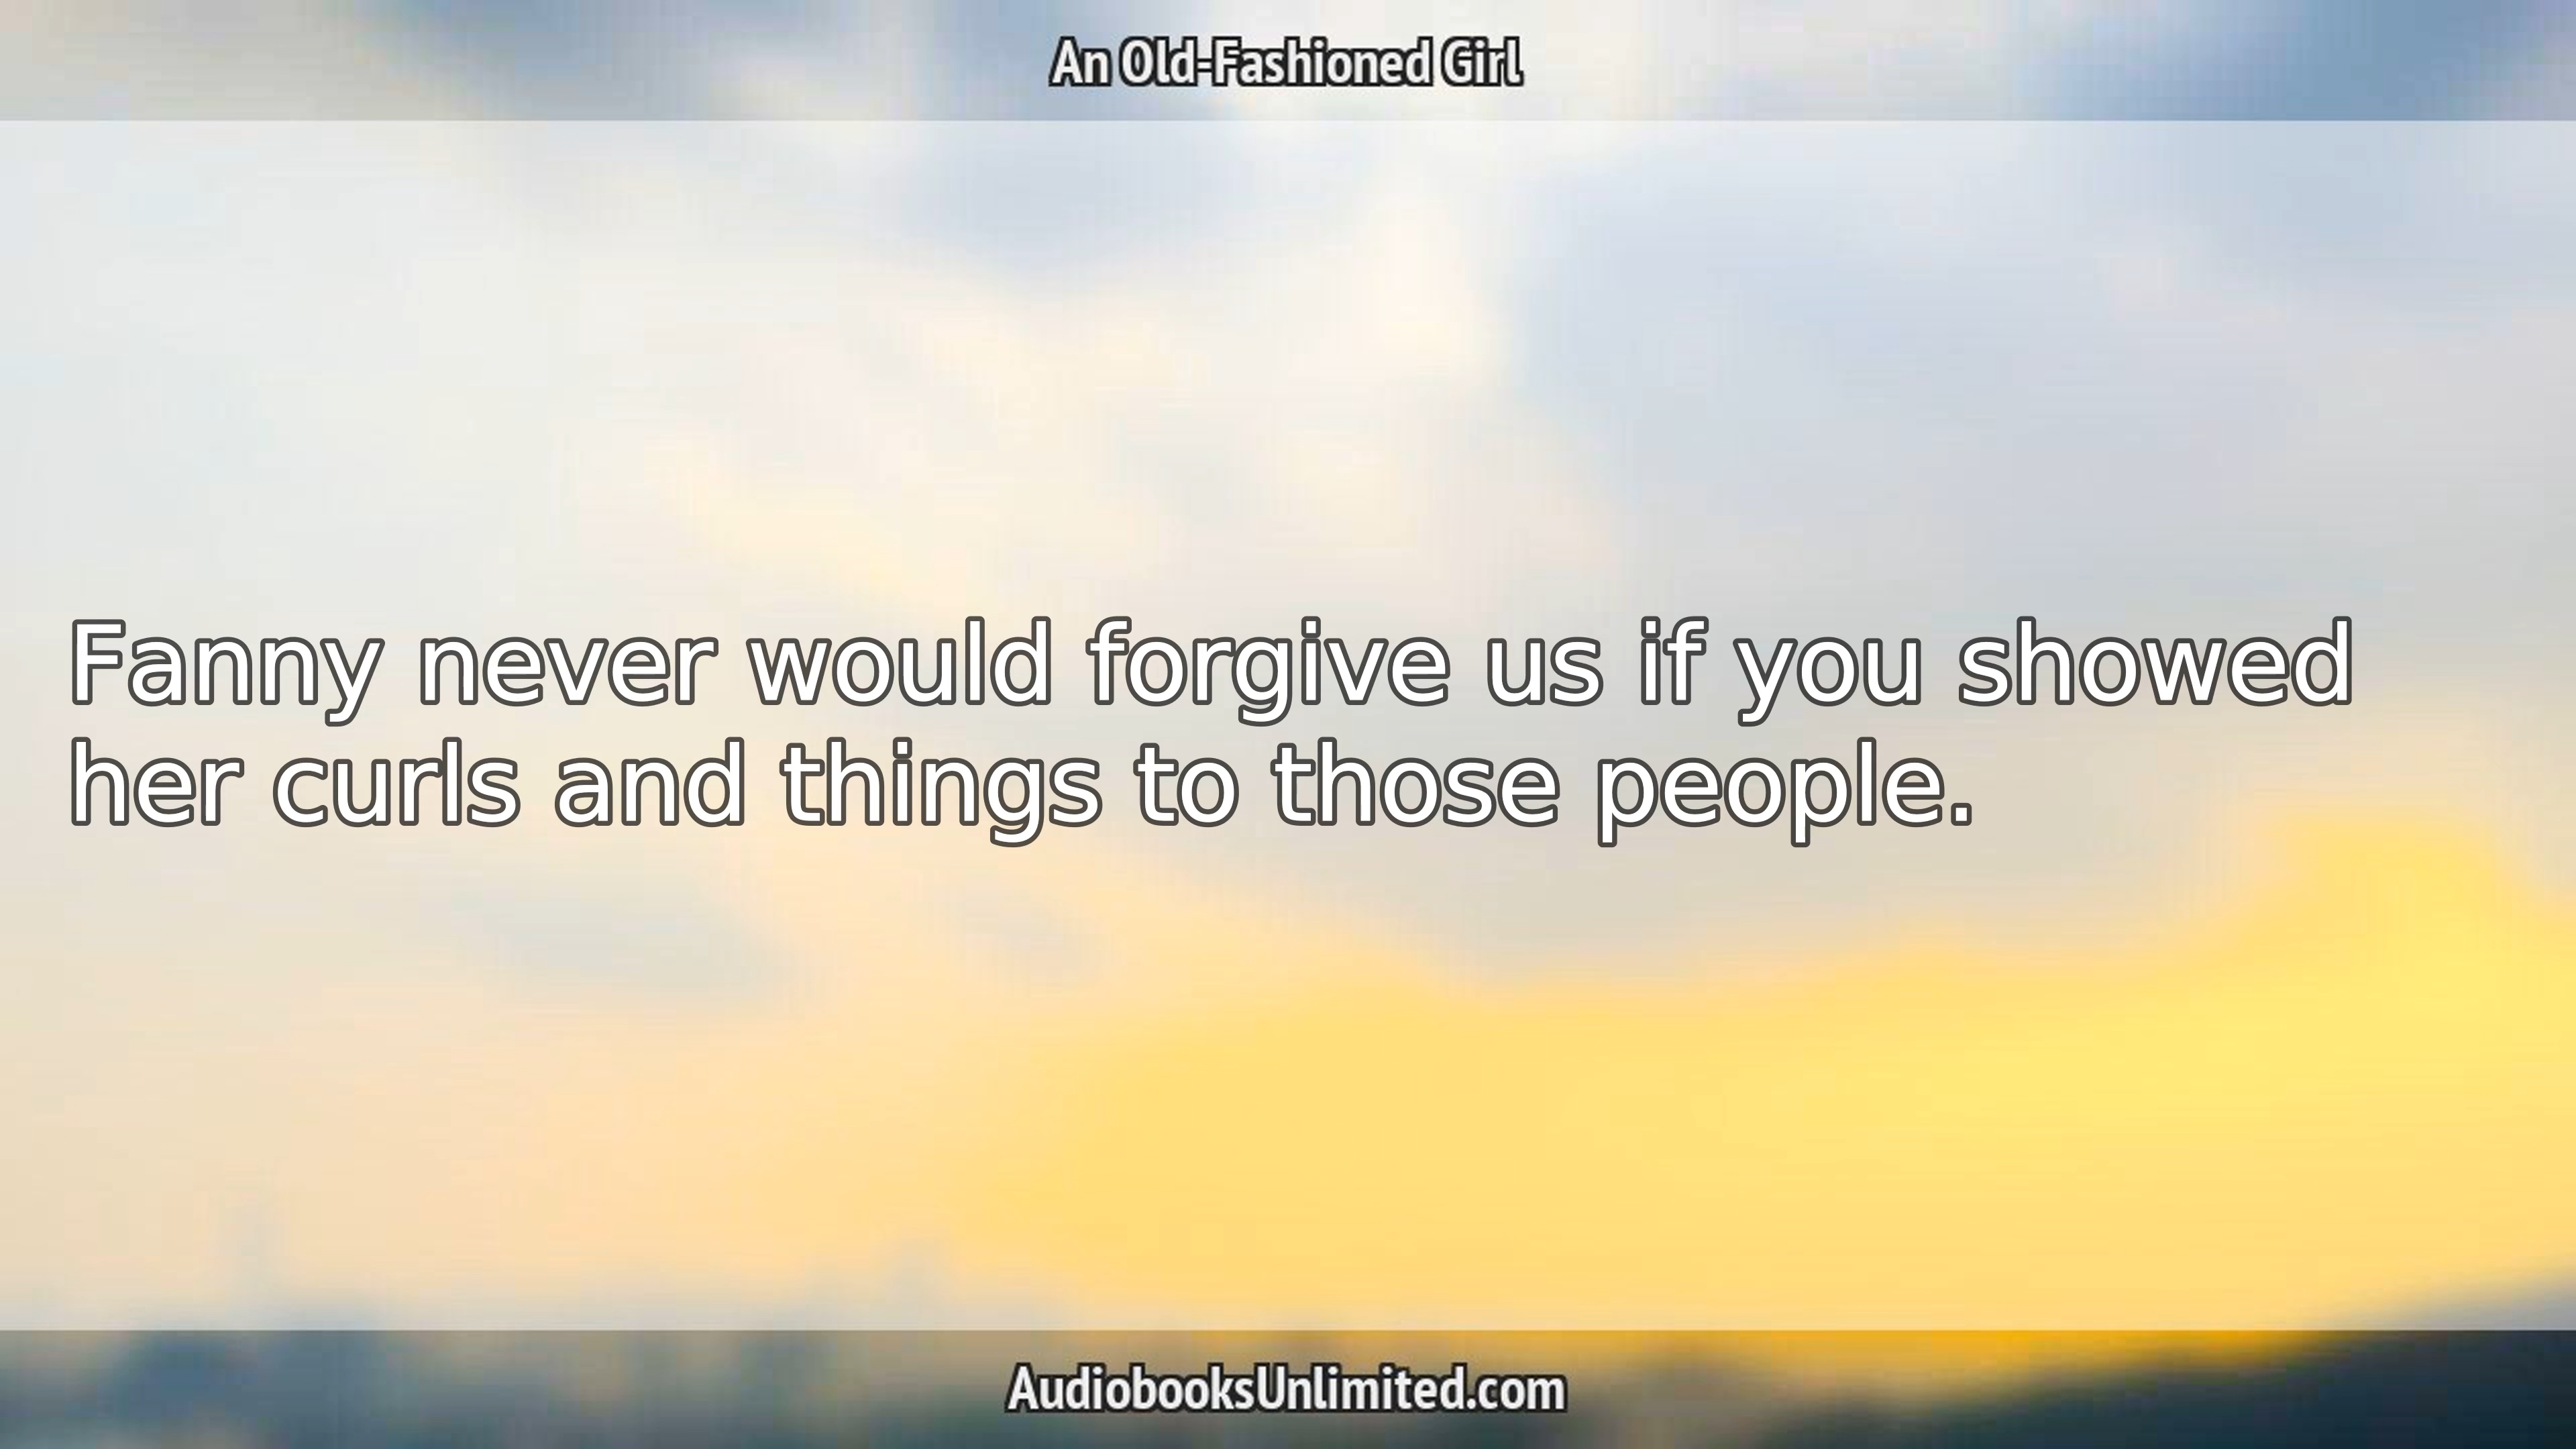 An Old-Fashioned Girl
Fanny never would forgive us if you showed
her curls and things to those people.
AudiobooksUnlimited.com